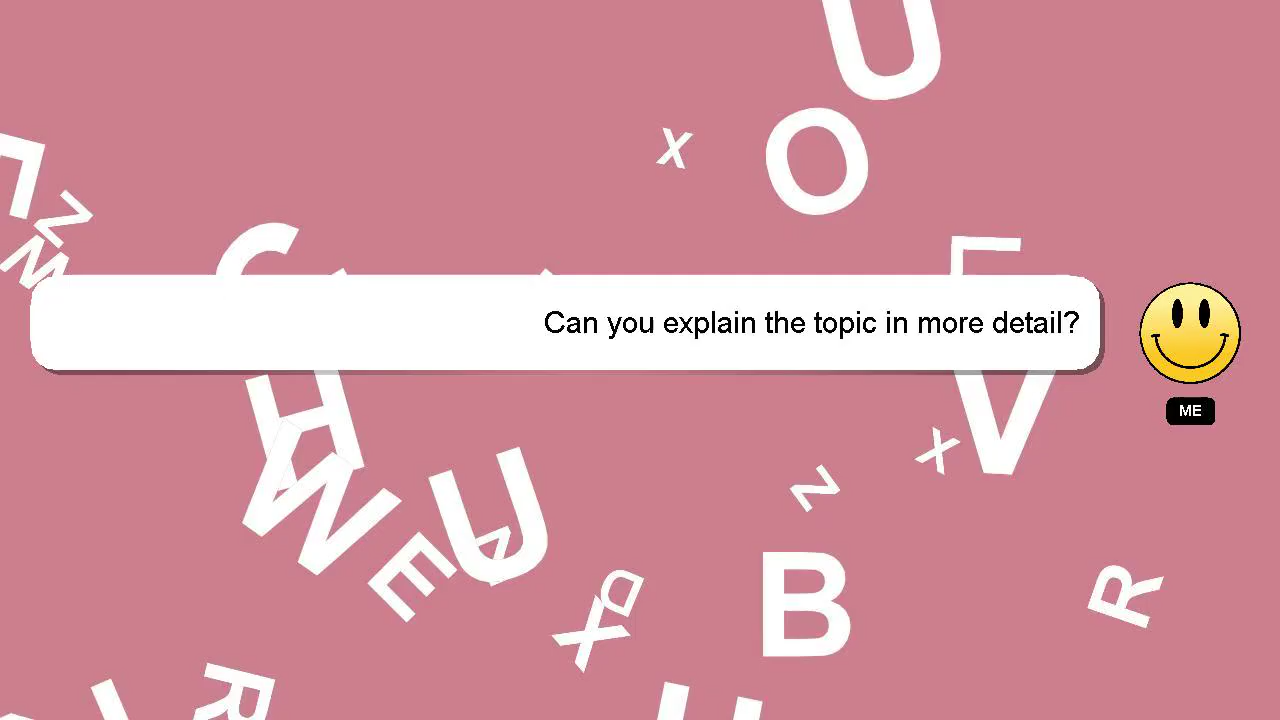 U
O
X
Z
M
Can you explain the topic in more detail?
ME
H
V
X
W
U
Z
E
Z
D
X
B
R
R